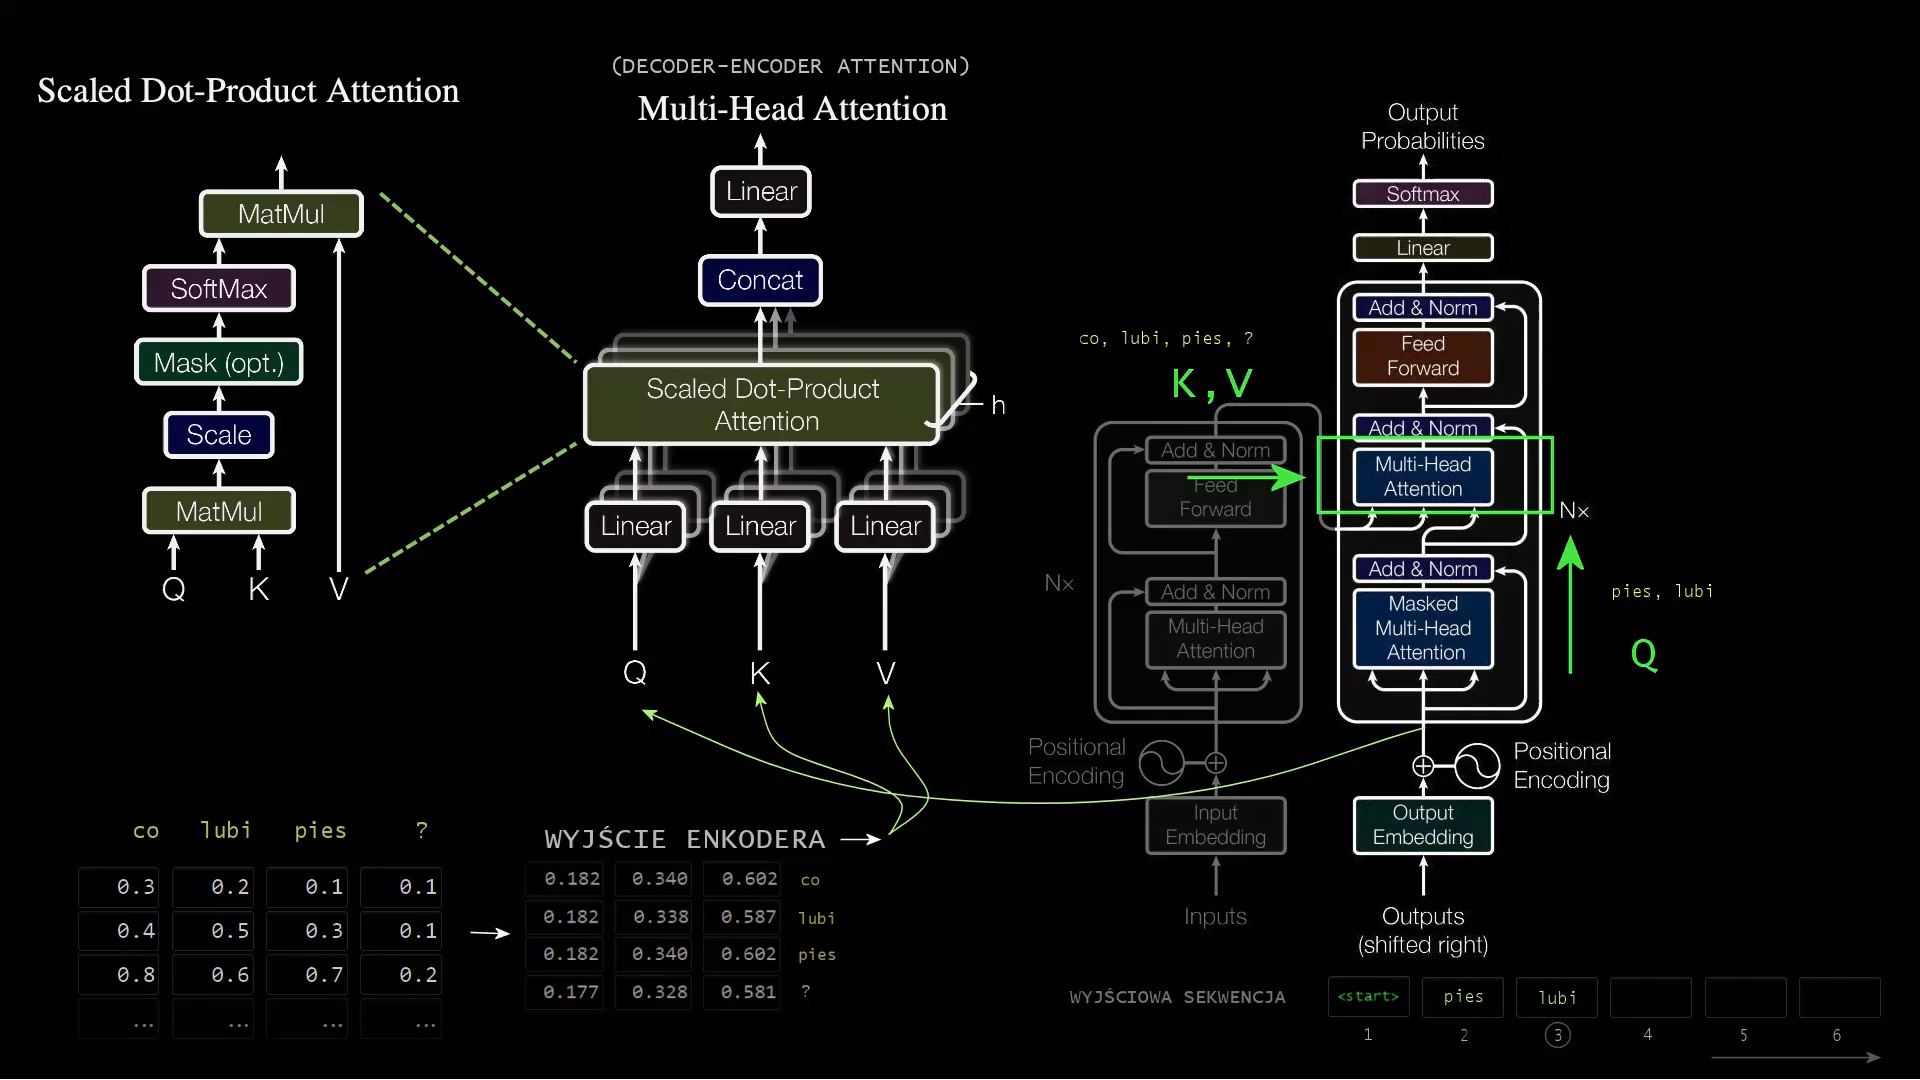 Scaled Dot-Product Attention
MatMul
SoftMax
Mask (opt.)
Scale
MatMul
Q K V
(DECODER-ENCODER ATTENTION)
Multi-Head Attention
Linear
Concat
Scaled Dot-Product
Attention
h
Linear Linear Linear
Q K V
co, lubi, pies, ?
K,V
Add & Norm
Feed
Forward
Nx
Add & Norm
Multi-Head
Attention
Positional
Encoding
Input
Embedding
Inputs
Output
Probabilities
Softmax
Linear
Add & Norm
Feed
Forward
Add & Norm
Multi-Head
Attention
Nx
Add & Norm
Masked
Multi-Head
Attention
pies, lubi
Q
Positional
Encoding
Output
Embedding
Outputs
(shifted right)
co lubi pies ?
0.3 0.2 0.1 0.1
0.4 0.5 0.3 0.1
0.8 0.6 0.7 0.2
... ... ... ...
WYJŚCIE ENKODERA
0.182 0.340 0.602 co
0.182 0.338 0.587 lubi
0.182 0.340 0.602 pies
0.177 0.328 0.581 ?
WYJŚCIOWA SEKWENCJA
<start> pies lubi
1 2 3 4 5 6